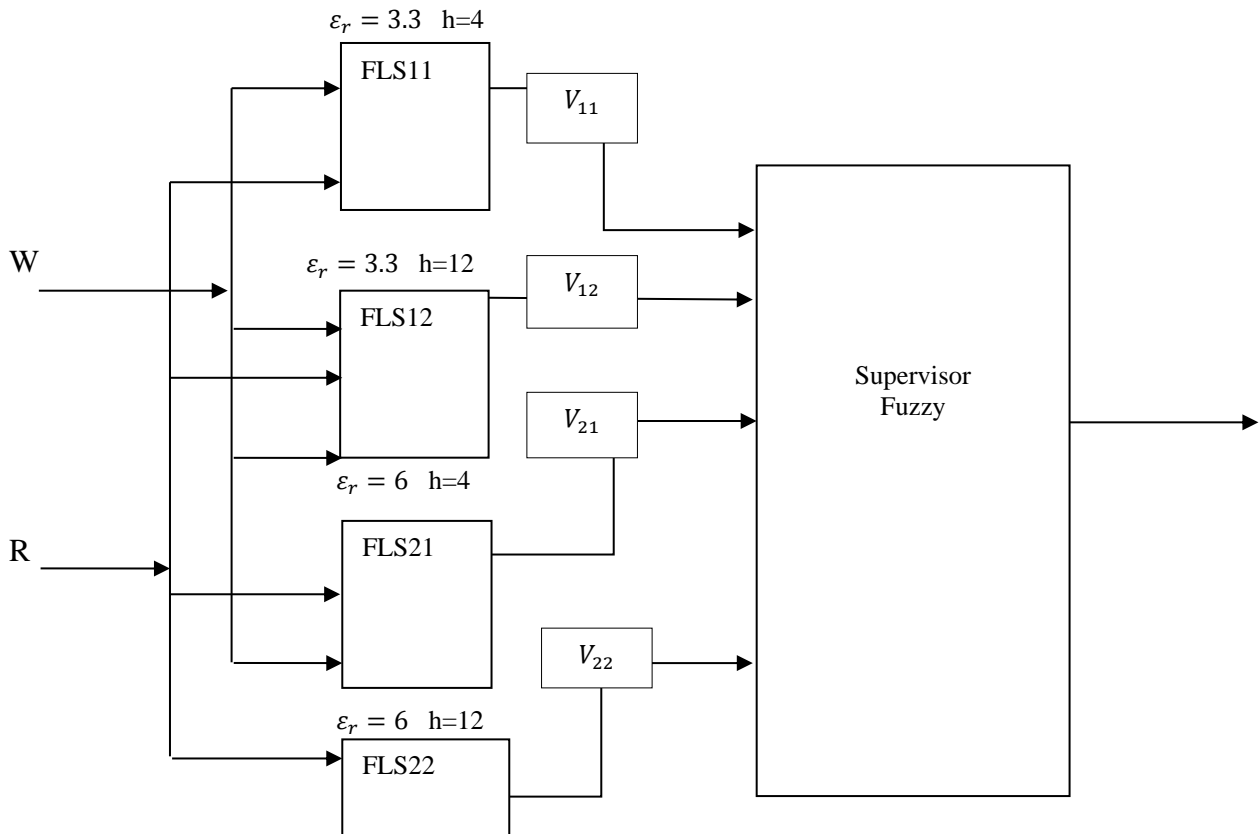 εᵣ = 3.3 h=4
FLS11
V₁₁
W
εᵣ = 3.3 h=12
FLS12
V₁₂
Supervisor
Fuzzy
V₂₁
εᵣ = 6 h=4
R
FLS21
V₂₂
εᵣ = 6 h=12
FLS22